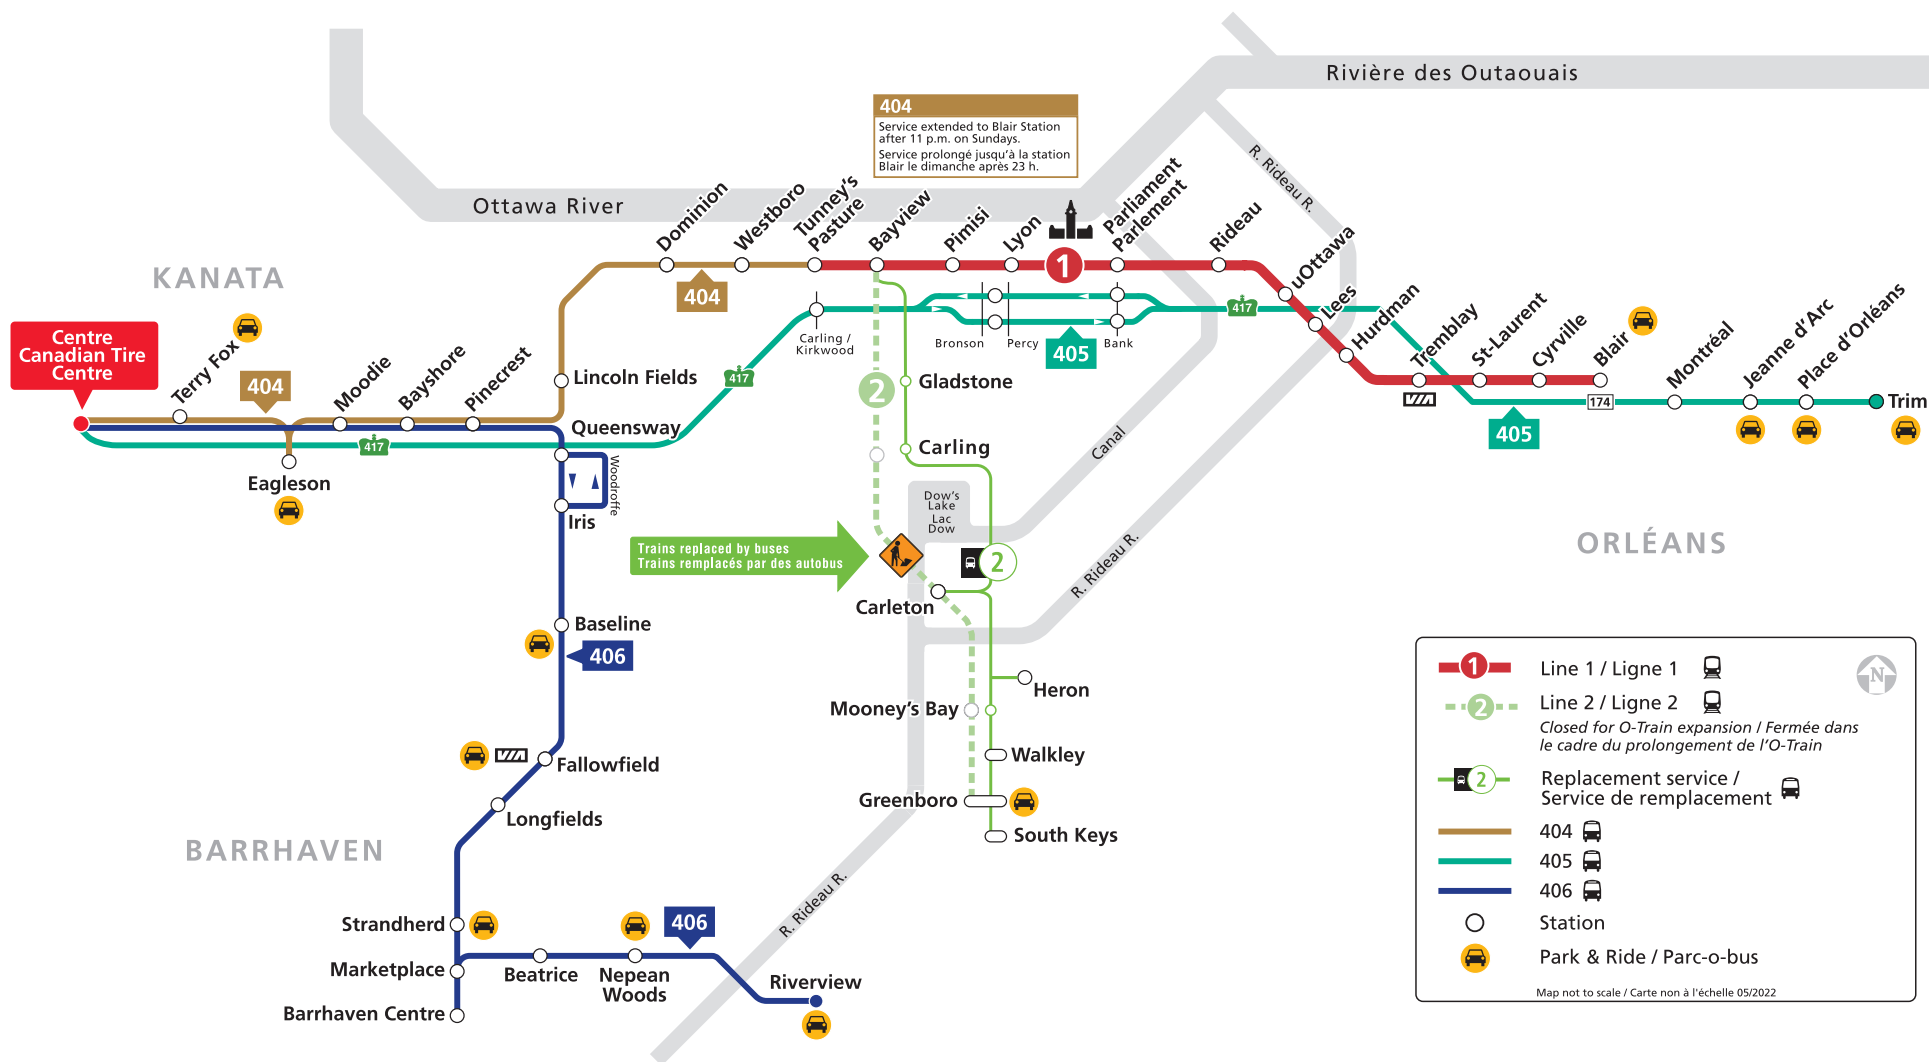 Rivière des Outaouais
404
Service extended to Blair Station
after 11 p.m. on Sundays.
Service prolongé jusqu'à la station
Blair le dimanche après 23 h.
R. Rideau R.
Ottawa River
Dominion
Westboro
Tunney's
Pasture
Bayview
Pimisi
Lyon
Parliament
Parlement
Rideau
uOttawa
Lees
Hurdman
Tremblay
St-Laurent
Cyrville
Blair
Montréal
Jeanne d'Arc
Place d'Orléans
Trim
1
KANATA
404
417
Centre
Canadian Tire
Centre
Terry Fox
404
Moodie
Bayshore
Pinecrest
Lincoln Fields
417
Carling /
Kirkwood
Bronson
Percy
405
Bank
2
Gladstone
174
405
Queensway
417
Carling
Canal
Eagleson
Woodroffe
Iris
Dow's
Lake
Lac
Dow
Trains replaced by buses
Trains remplacés par des autobus
2
R. Rideau R.
ORLÉANS
Carleton
Baseline
406
Heron
Mooney's Bay
Walkley
Fallowfield
Greenboro
Longfields
South Keys
BARRHAVEN
R. Rideau R.
Strandherd
406
Marketplace
Beatrice
Nepean
Woods
Riverview
Barrhaven Centre
1
Line 1 / Ligne 1
N
2
Line 2 / Ligne 2
Closed for O-Train expansion / Fermée dans
le cadre du prolongement de l'O-Train
2
Replacement service /
Service de remplacement
404
405
406
Station
Park & Ride / Parc-o-bus
Map not to scale / Carte non à l'échelle 05/2022